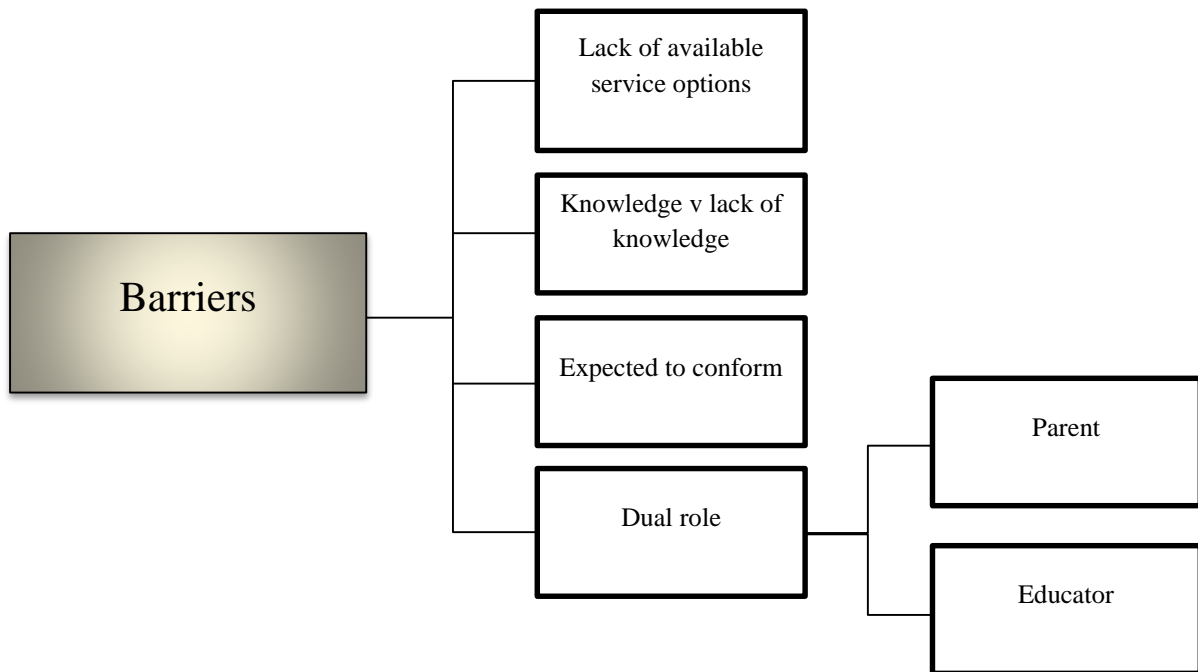 Barriers
Lack of available
service options
Knowledge v lack of
knowledge
Expected to conform
Dual role
Parent
Educator